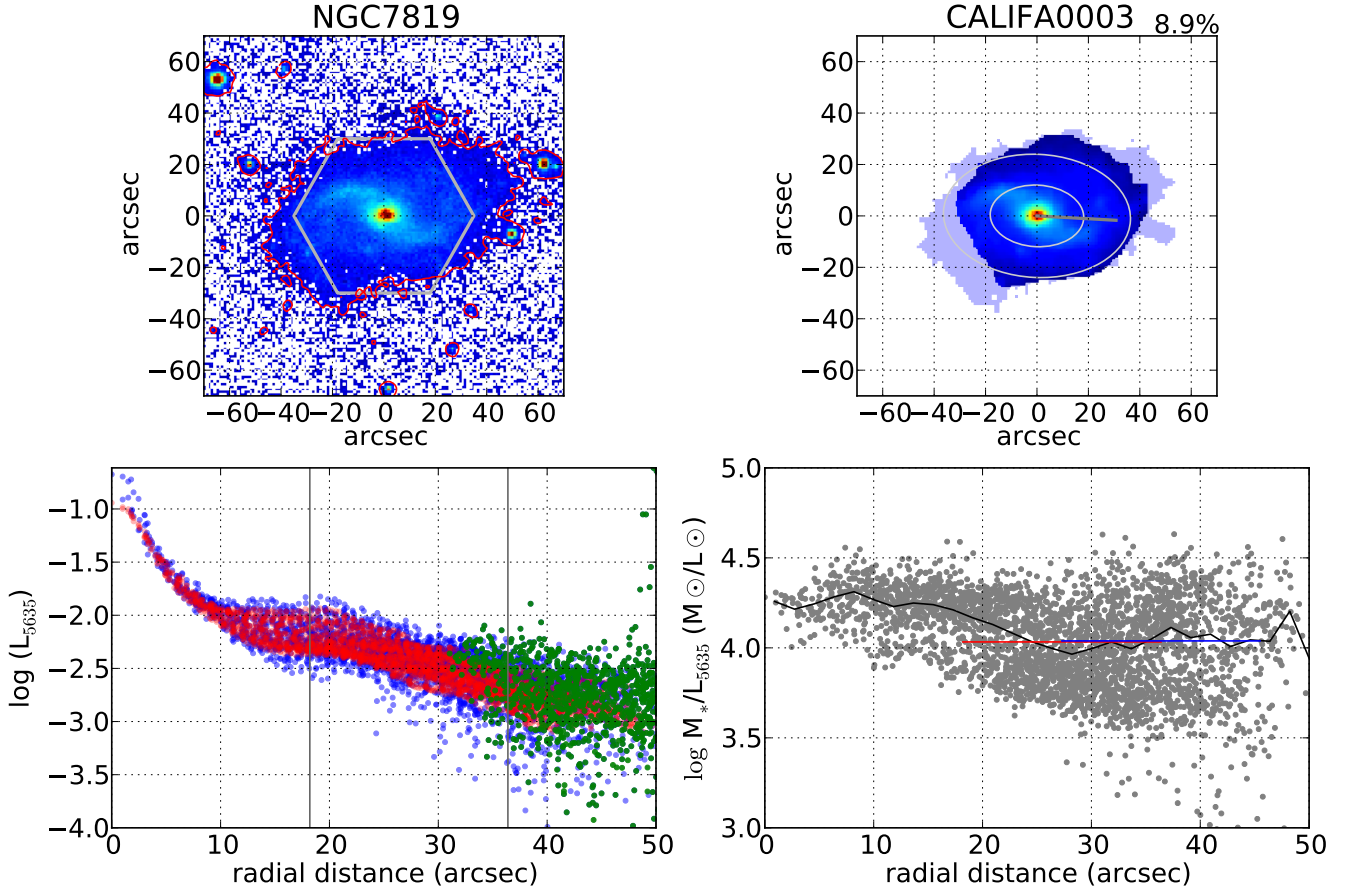 NGC7819
CALIFA0003 8.9%
60
40
20
0
−20
−40
−60
arcsec
−60−40−20 0 20 40 60
arcsec
60
40
20
0
−20
−40
−60
arcsec
−60−40−20 0 20 40 60
arcsec
−1.0
−1.5
−2.0
−2.5
−3.0
−3.5
−4.0
log (L5635)
0 10 20 30 40 50
radial distance (arcsec)
5.0
4.5
4.0
3.5
3.0
log M*/L5635 (M ⊙/L ⊙)
0 10 20 30 40 50
radial distance (arcsec)